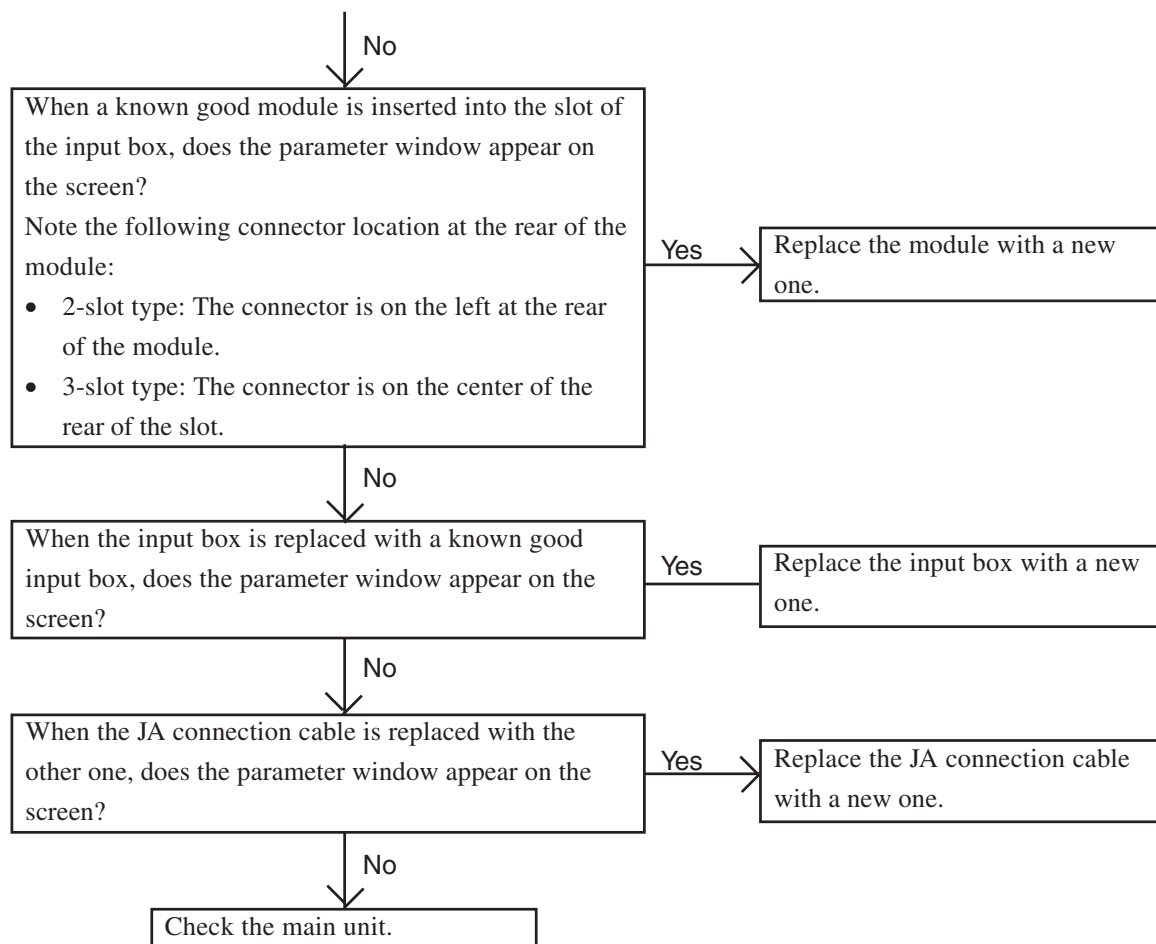 No
When a known good module is inserted into the slot of
the input box, does the parameter window appear on
the screen?
Note the following connector location at the rear of the
module:
• 2-slot type: The connector is on the left at the rear
of the module.
• 3-slot type: The connector is on the center of the
rear of the slot.
Yes
Replace the module with a new
one.
No
When the input box is replaced with a known good
input box, does the parameter window appear on the
screen?
Yes
Replace the input box with a new
one.
No
When the JA connection cable is replaced with the
other one, does the parameter window appear on the
screen?
Yes
Replace the JA connection cable
with a new one.
No
Check the main unit.